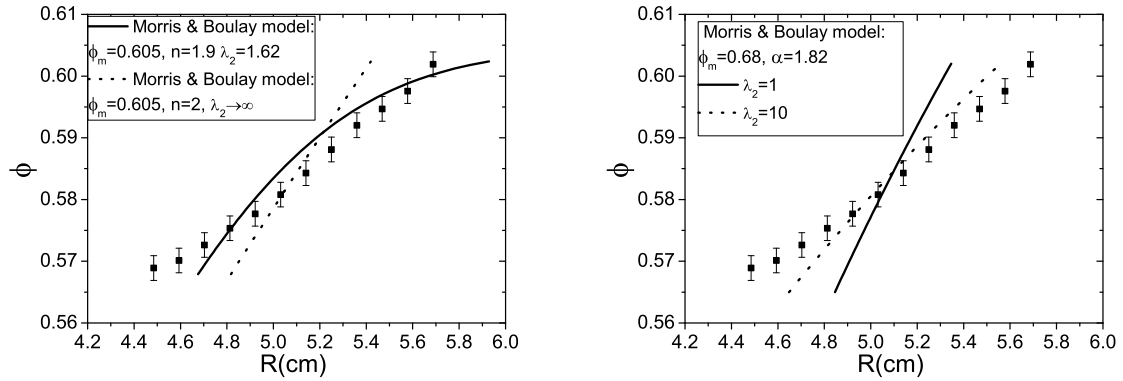 0.61
0.60
0.59
0.58
0.57
0.56
ϕ
Morris & Boulay model:
ϕm=0.605, n=1.9 λ2=1.62
Morris & Boulay model:
ϕm=0.605, n=2, λ2→∞
4.2 4.4 4.6 4.8 5.0 5.2 5.4 5.6 5.8 6.0
R(cm)
0.61
0.60
0.59
0.58
0.57
0.56
ϕ
Morris & Boulay model:
ϕm=0.68, α=1.82
λ2=1
λ2=10
4.2 4.4 4.6 4.8 5.0 5.2 5.4 5.6 5.8 6.0
R(cm)